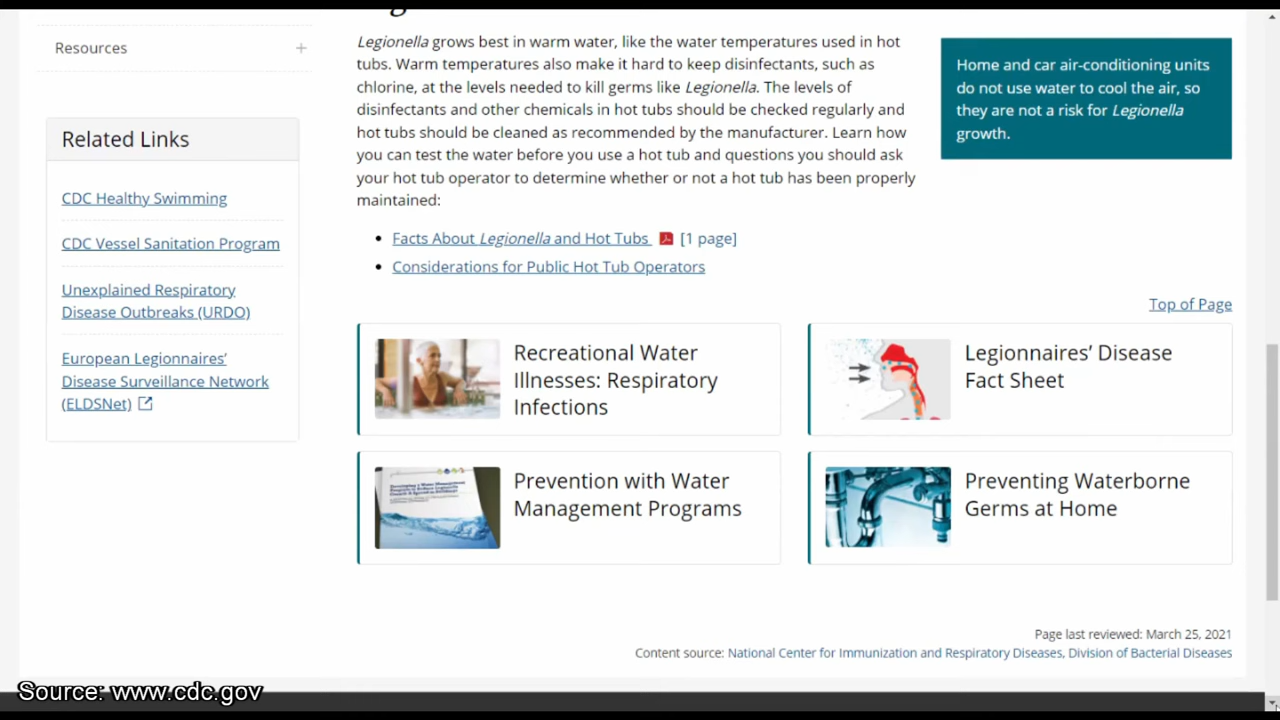 Resources
Related Links
CDC Healthy Swimming
CDC Vessel Sanitation Program
Unexplained Respiratory
Disease Outbreaks (URDO)
European Legionnaires'
Disease Surveillance Network
(ELDSNet)
Legionella grows best in warm water, like the water temperatures used in hot
tubs. Warm temperatures also make it hard to keep disinfectants, such as
chlorine, at the levels needed to kill germs like Legionella. The levels of
disinfectants and other chemicals in hot tubs should be checked regularly and
hot tubs should be cleaned as recommended by the manufacturer. Learn how
you can test the water before you use a hot tub and questions you should ask
your hot tub operator to determine whether or not a hot tub has been properly
maintained:
• Facts About Legionella and Hot Tubs [1 page]
• Considerations for Public Hot Tub Operators
Home and car air-conditioning units
do not use water to cool the air, so
they are not a risk for Legionella
growth.
Top of Page
Recreational Water
Illnesses: Respiratory
Infections
Legionnaires' Disease
Fact Sheet
Prevention with Water
Management Programs
Preventing Waterborne
Germs at Home
Page last reviewed: March 25, 2021
Content source: National Center for Immunization and Respiratory Diseases, Division of Bacterial Diseases
Source: www.cdc.gov